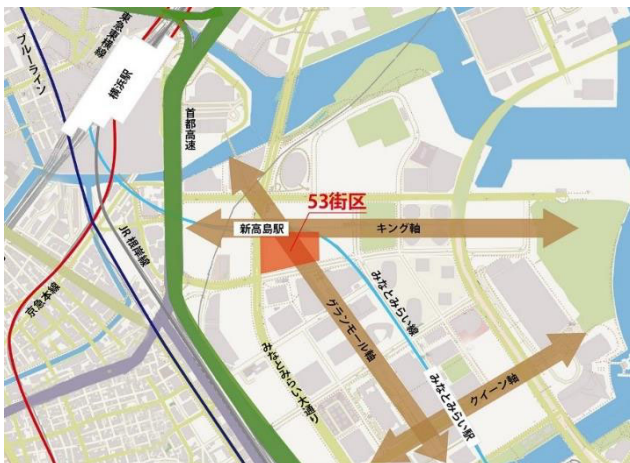 東急東横線
ブルーライン
横浜駅
首都高速
53街区
新高島駅
キング軸
JR 根岸線
京急本線
みなとみらい線
グランモール軸
みなとみらい大通り
クイーン軸
みなとみらい駅